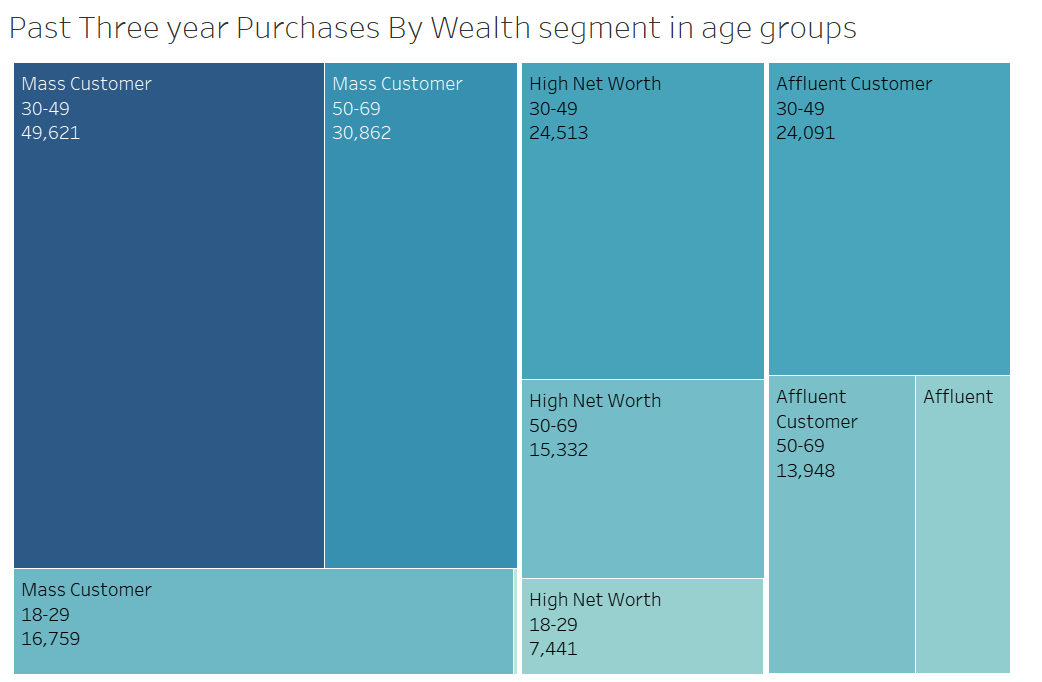 Past Three year Purchases By Wealth segment in age groups
Mass Customer
30-49
49,621
Mass Customer
50-69
30,862
High Net Worth
30-49
24,513
Affluent Customer
30-49
24,091
High Net Worth
50-69
15,332
Affluent
Customer
50-69
13,948
Affluent
Mass Customer
18-29
16,759
High Net Worth
18-29
7,441